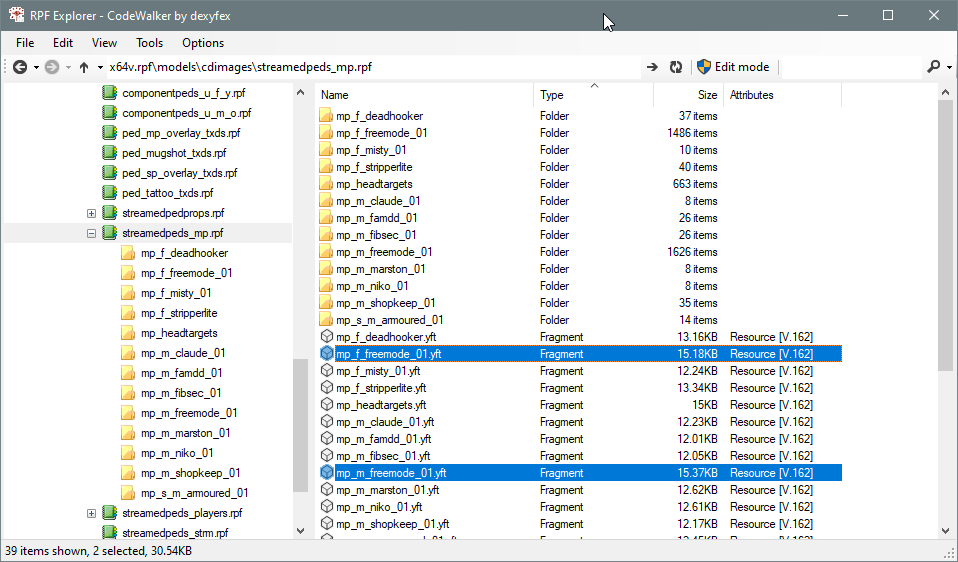 RPF Explorer - CodeWalker by dexyfex
File Edit View Tools Options
x64v.rpf\models\cdimages\streamedpeds_mp.rpf Edit mode
componentpeds_u_f_y.rpf
componentpeds_u_m_o.rpf
ped_mp_overlay_txds.rpf
ped_mugshot_txds.rpf
ped_sp_overlay_txds.rpf
ped_tattoo_txds.rpf
streamedpedprops.rpf
streamedpeds_mp.rpf
mp_f_deadhooker
mp_f_freemode_01
mp_f_misty_01
mp_f_stripperlite
mp_headtargets
mp_m_claude_01
mp_m_famdd_01
mp_m_fibsec_01
mp_m_freemode_01
mp_m_marston_01
mp_m_niko_01
mp_m_shopkeep_01
mp_s_m_armoured_01
streamedpeds_players.rpf
streamedpeds_strm.rpf
Name Type Size Attributes
mp_f_deadhooker Folder 37 items
mp_f_freemode_01 Folder 1486 items
mp_f_misty_01 Folder 10 items
mp_f_stripperlite Folder 40 items
mp_headtargets Folder 663 items
mp_m_claude_01 Folder 8 items
mp_m_famdd_01 Folder 26 items
mp_m_fibsec_01 Folder 26 items
mp_m_freemode_01 Folder 1626 items
mp_m_marston_01 Folder 8 items
mp_m_niko_01 Folder 8 items
mp_m_shopkeep_01 Folder 35 items
mp_s_m_armoured_01 Folder 14 items
mp_f_deadhooker.yft Fragment 13.16KB Resource [V.162]
mp_f_freemode_01.yft Fragment 15.18KB Resource [V.162]
mp_f_misty_01.yft Fragment 12.24KB Resource [V.162]
mp_f_stripperlite.yft Fragment 13.34KB Resource [V.162]
mp_headtargets.yft Fragment 15KB Resource [V.162]
mp_m_claude_01.yft Fragment 12.23KB Resource [V.162]
mp_m_famdd_01.yft Fragment 12.01KB Resource [V.162]
mp_m_fibsec_01.yft Fragment 12.05KB Resource [V.162]
mp_m_freemode_01.yft Fragment 15.37KB Resource [V.162]
mp_m_marston_01.yft Fragment 12.62KB Resource [V.162]
mp_m_niko_01.yft Fragment 12.61KB Resource [V.162]
mp_m_shopkeep_01.yft Fragment 12.17KB Resource [V.162]
39 items shown, 2 selected, 30.54KB